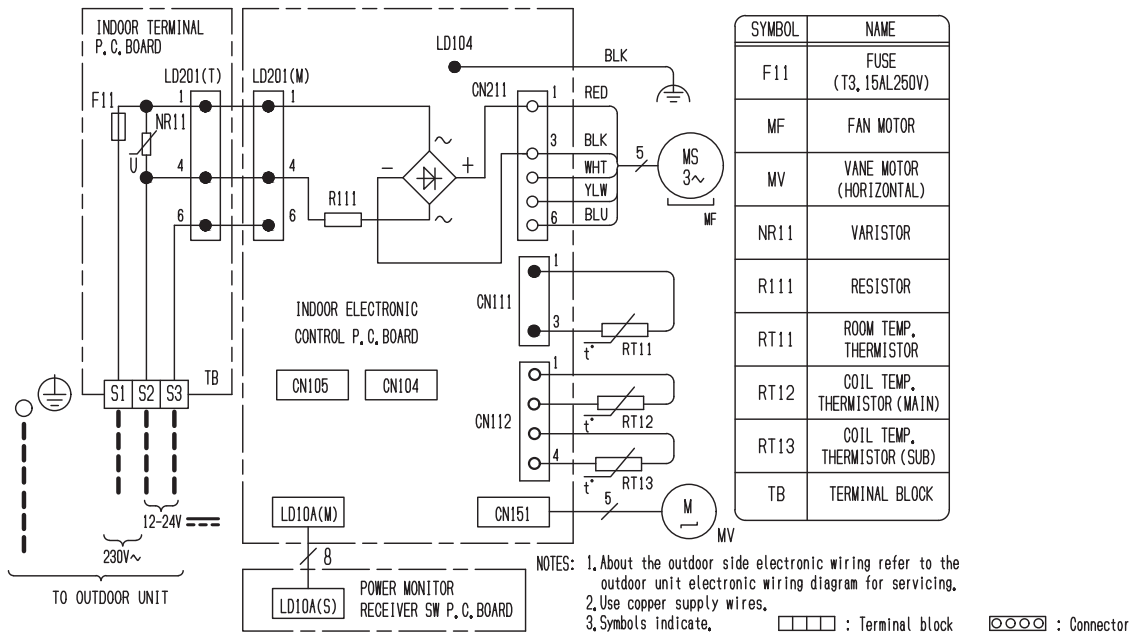 INDOOR TERMINAL
P.C.BOARD
LD201(T)
LD201(M)
F11
NR11
U
1
4
6
1
4
6
R111
~
~
−
+
LD104
BLK
CN211
1
3
6
RED
BLK
WHT
YLW
BLU
5
MS
3~
MF
INDOOR ELECTRONIC
CONTROL P.C.BOARD
CN105
CN104
CN111
1
3
t°
RT11
CN112
1
4
t°
RT12
t°
RT13
CN151
5
M
MV
S1 S2 S3
TB
12-24V
230V~
TO OUTDOOR UNIT
LD10A(M)
8
LD10A(S)
POWER MONITOR
RECEIVER SW P.C.BOARD
SYMBOL NAME
F11 FUSE
(T3.15AL250V)
MF FAN MOTOR
MV VANE MOTOR
(HORIZONTAL)
NR11 VARISTOR
R111 RESISTOR
RT11 ROOM TEMP.
THERMISTOR
RT12 COIL TEMP.
THERMISTOR(MAIN)
RT13 COIL TEMP.
THERMISTOR(SUB)
TB TERMINAL BLOCK
NOTES: 1.About the outdoor side electronic wiring refer to the
outdoor unit electronic wiring diagram for servicing.
2.Use copper supply wires.
3.Symbols indicate. : Terminal block : Connector